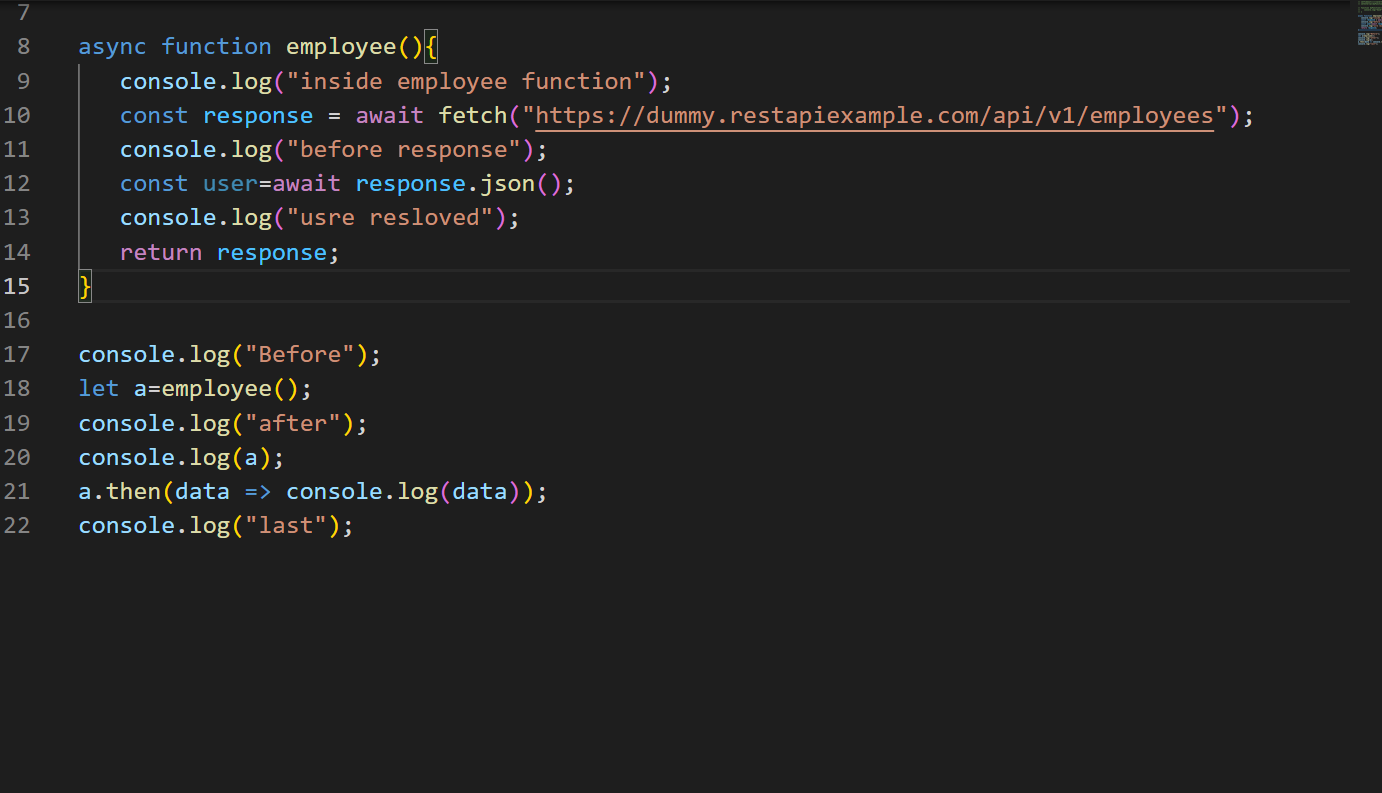 7
8 async function employee(){
9 console.log("inside employee function");
10 const response = await fetch("https://dummy.restapiexample.com/api/v1/employees");
11 console.log("before response");
12 const user=await response.json();
13 console.log("usre resloved");
14 return response;
15 }
16
17 console.log("Before");
18 let a=employee();
19 console.log("after");
20 console.log(a);
21 a.then(data => console.log(data));
22 console.log("last");